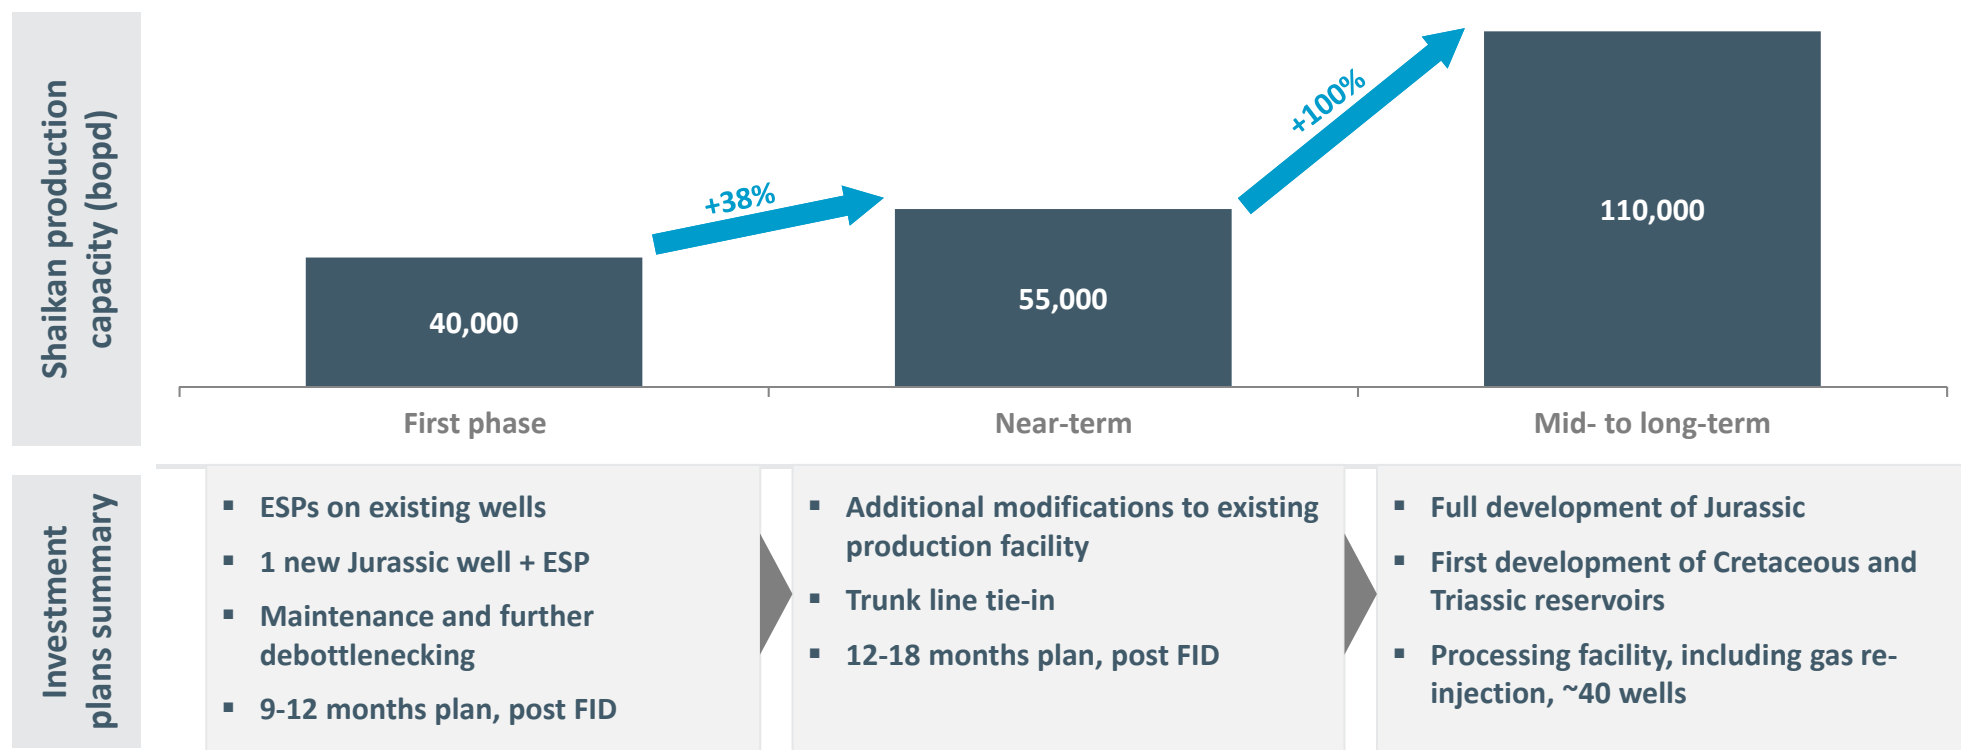 Shaikan production
capacity (bopd)
+38%
+100%
40,000
55,000
110,000
First phase
Near-term
Mid- to long-term
Investment
plans summary
▪ ESPs on existing wells
▪ 1 new Jurassic well + ESP
▪ Maintenance and further
debottlenecking
▪ 9-12 months plan, post FID
▪ Additional modifications to existing
production facility
▪ Trunk line tie-in
▪ 12-18 months plan, post FID
▪ Full development of Jurassic
▪ First development of Cretaceous and
Triassic reservoirs
▪ Processing facility, including gas re-
injection, ~40 wells